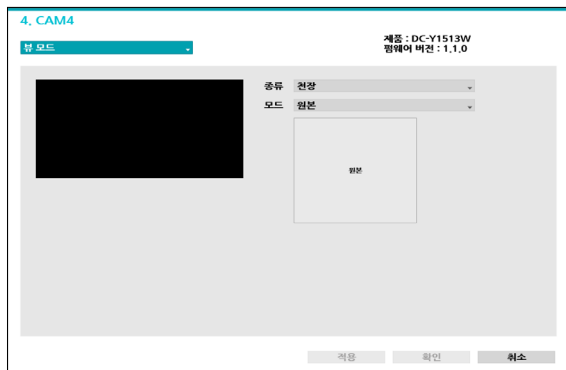 4. CAM4
뷰 모드
제품 : DC-Y1513W
펌웨어 버전 : 1.1.0
종류 천장
모드 원본
원본
적용 확인 취소